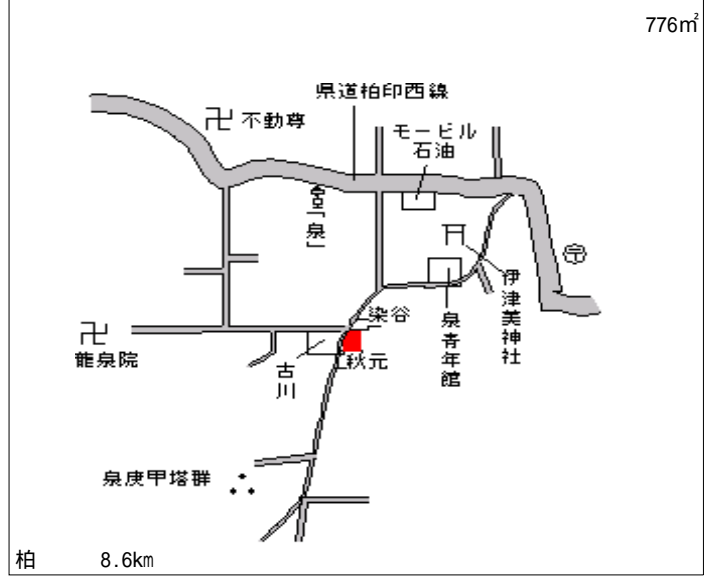 776㎡
県道柏印西線
不動尊
モービル
石油
「泉」
伊津美神社
泉青年館
染谷
龍泉院
古川
秋元
泉庚甲塔群
柏 8.6km